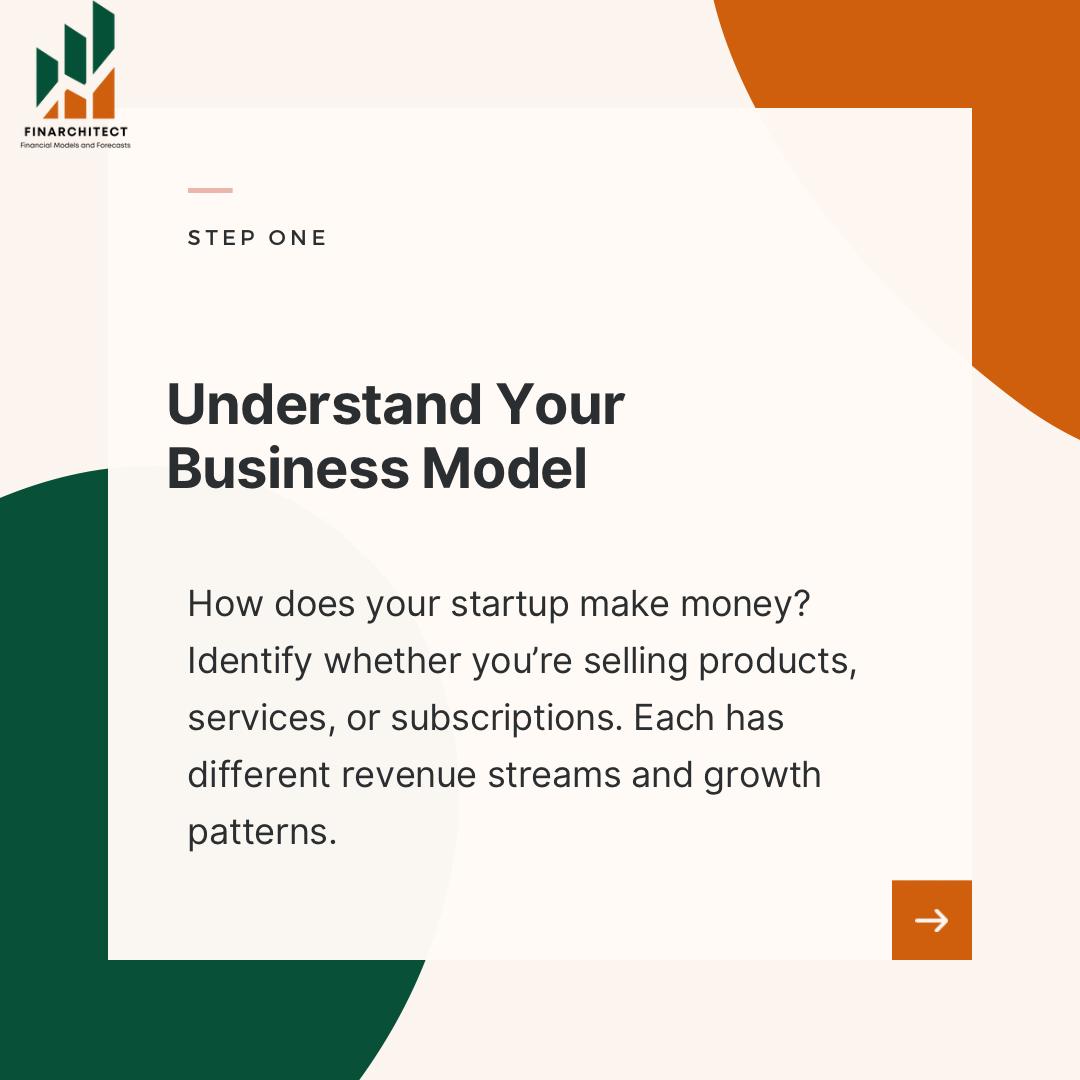 FINARCHITECT
Financial Models and Forecasts
STEP ONE
Understand Your
Business Model
How does your startup make money?
Identify whether you’re selling products,
services, or subscriptions. Each has
different revenue streams and growth
patterns.